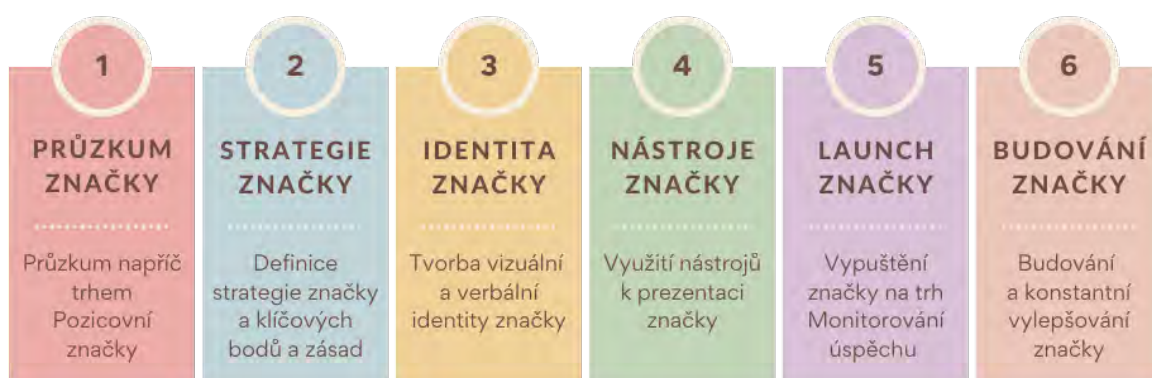 1
PRŮZKUM
ZNAČKY
Průzkum napříč
trhem
Pozicovní
značky
2
STRATEGIE
ZNAČKY
Definice
strategie značky
a klíčových
bodů a zásad
3
IDENTITA
ZNAČKY
Tvorba vizuální
a verbální
identity značky
4
NÁSTROJE
ZNAČKY
Využití nástrojů
k prezentaci
značky
5
LAUNCH
ZNAČKY
Vypuštění
značky na trh
Monitorování
úspěchu
6
BUDOVÁNÍ
ZNAČKY
Budování
a konstantní
vylepšování
značky